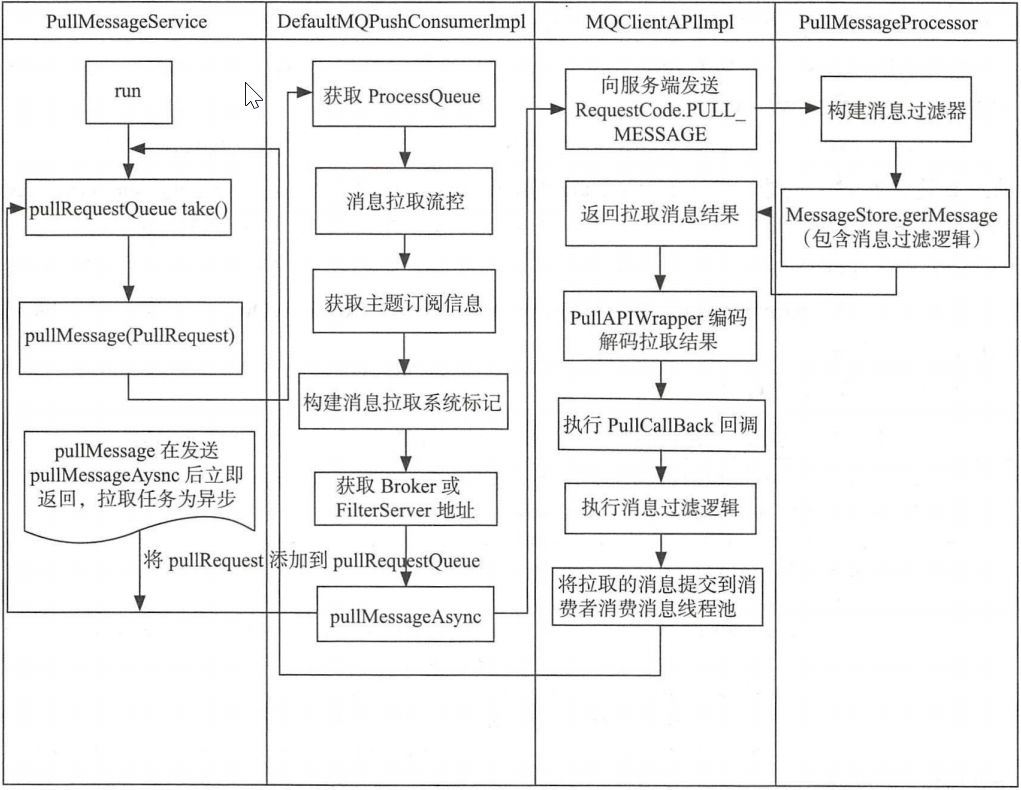 PullMessageService
DefaultMQPushConsumerImpl
MQClientAPIImpl
PullMessageProcessor
run
pullRequestQueue take()
pullMessage(PullRequest)
pullMessage 在发送
pullMessageAysnc 后立即
返回，拉取任务为异步
将 pullRequest 添加到 pullRequestQueue
获取 ProcessQueue
消息拉取流控
获取主题订阅信息
构建消息拉取系统标记
获取 Broker 或
FilterServer 地址
pullMessageAsync
向服务端发送
RequestCode.PULL_
MESSAGE
返回拉取消息结果
PullAPIWrapper 编码
解码拉取结果
执行 PullCallBack 回调
执行消息过滤逻辑
将拉取的消息提交到消
费者消费消息线程池
构建消息过滤器
MessageStore.gerMessage
（包含消息过滤逻辑）